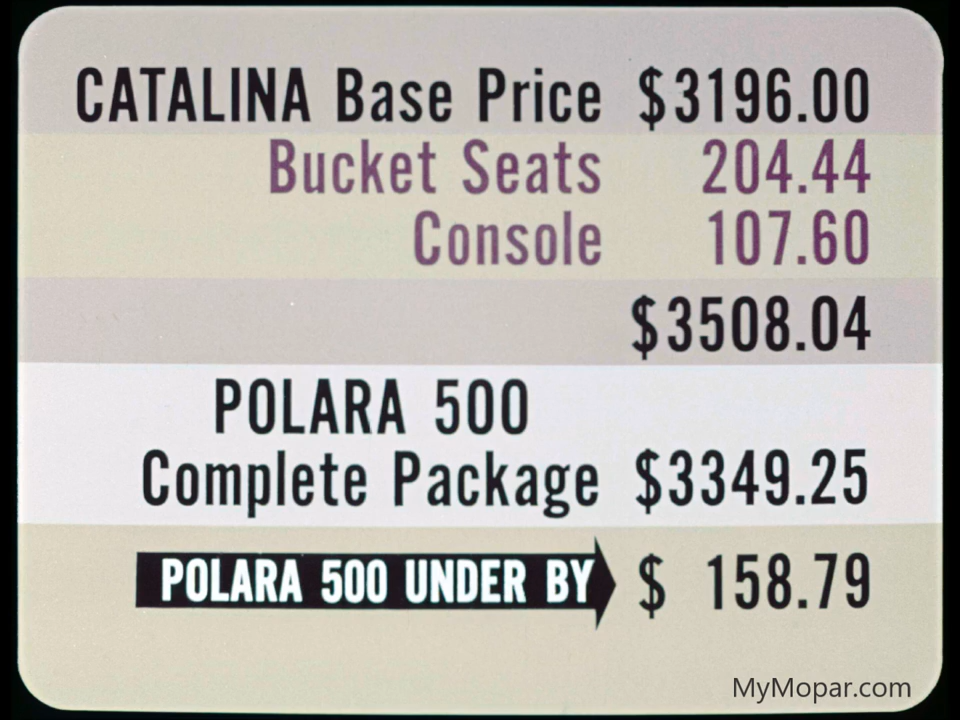 CATALINA Base Price $3196.00
Bucket Seats 204.44
Console 107.60
$3508.04
POLARA 500
Complete Package $3349.25
POLARA 500 UNDER BY $ 158.79
MyMopar.com